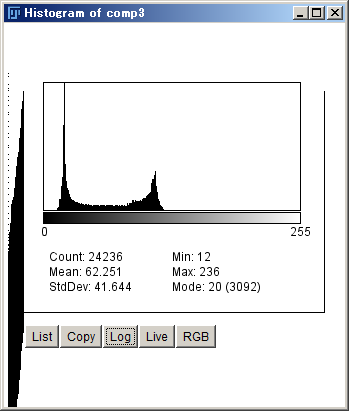 Histogram of comp3
0 255
Count: 24236 Min: 12
Mean: 62.251 Max: 236
StdDev: 41.644 Mode: 20 (3092)
List Copy Log Live RGB